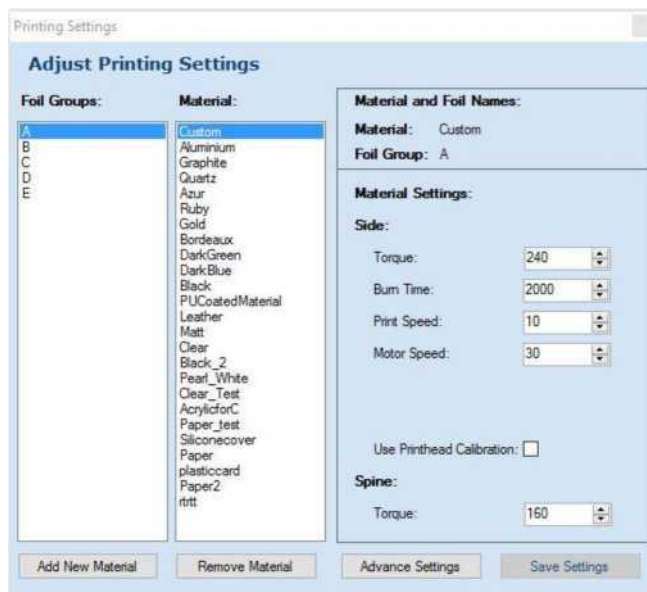 Printing Settings
Adjust Printing Settings
Foil Groups:
A
B
C
D
E
Material:
Custom
Aluminium
Graphite
Quartz
Azur
Ruby
Gold
Bordeaux
DarkGreen
DarkBlue
Black
PUCoatedMaterial
Leather
Matt
Clear
Black_2
Pearl_White
Clear_Test
AcrylicforC
Paper_test
Siliconecover
Paper
plasticcard
Paper2
Material and Foil Names:
Material: Custom
Foil Group: A
Material Settings:
Side:
Torque: 240
Burn Time: 2000
Print Speed: 10
Motor Speed: 30
Use Printhead Calibration:
Spine:
Torque: 160
Add New Material
Remove Material
Advance Settings
Save Settings